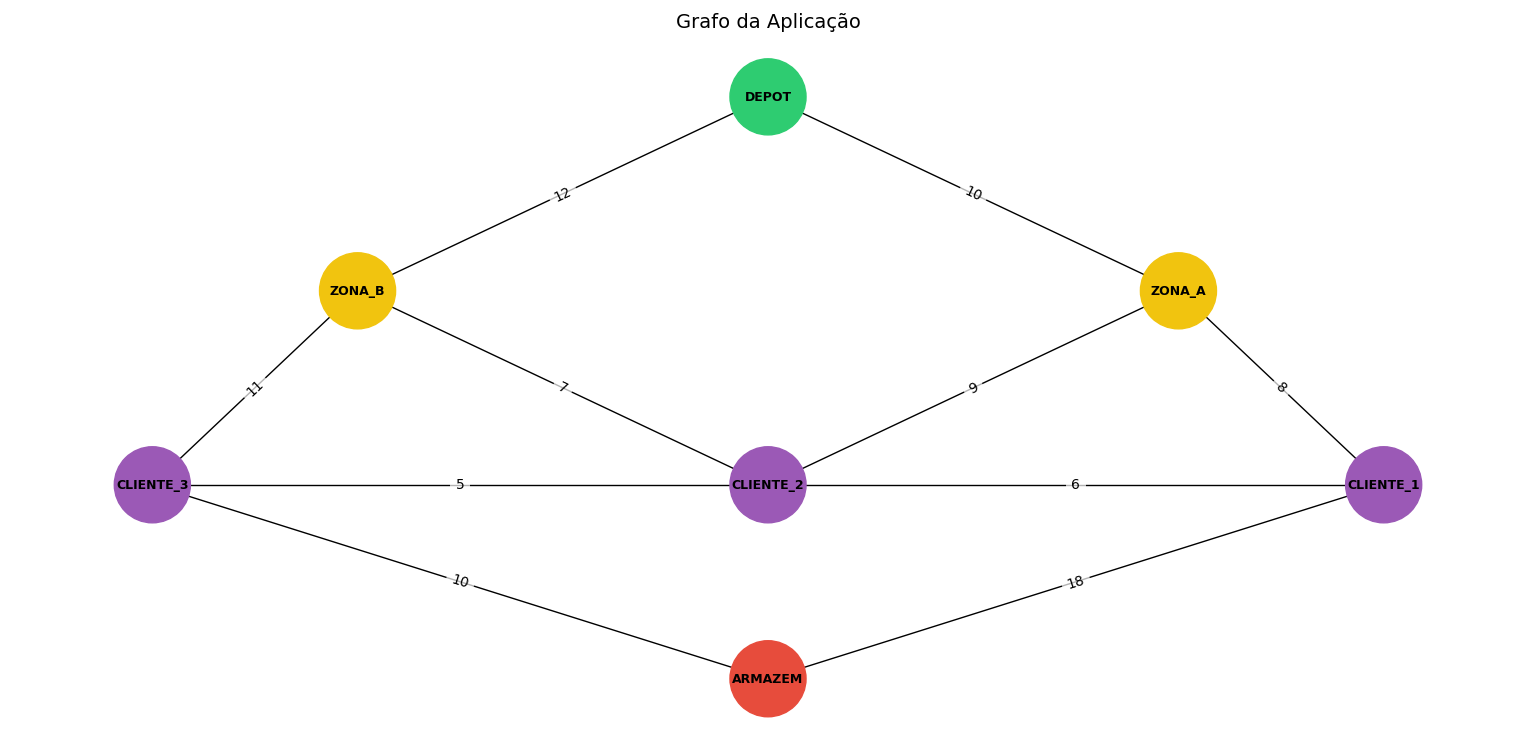 Grafo da Aplicação
DEPOT
12
10
ZONA_B
ZONA_A
11
7
9
8
CLIENTE_3
5
CLIENTE_2
6
CLIENTE_1
10
18
ARMAZEM